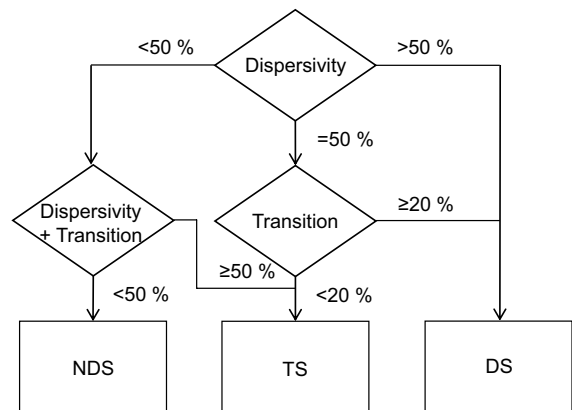 <50 %
Dispersivity
>50 %
=50 %
Dispersivity
+ Transition
Transition
≥20 %
≥50 %
<50 %
<20 %
NDS
TS
DS